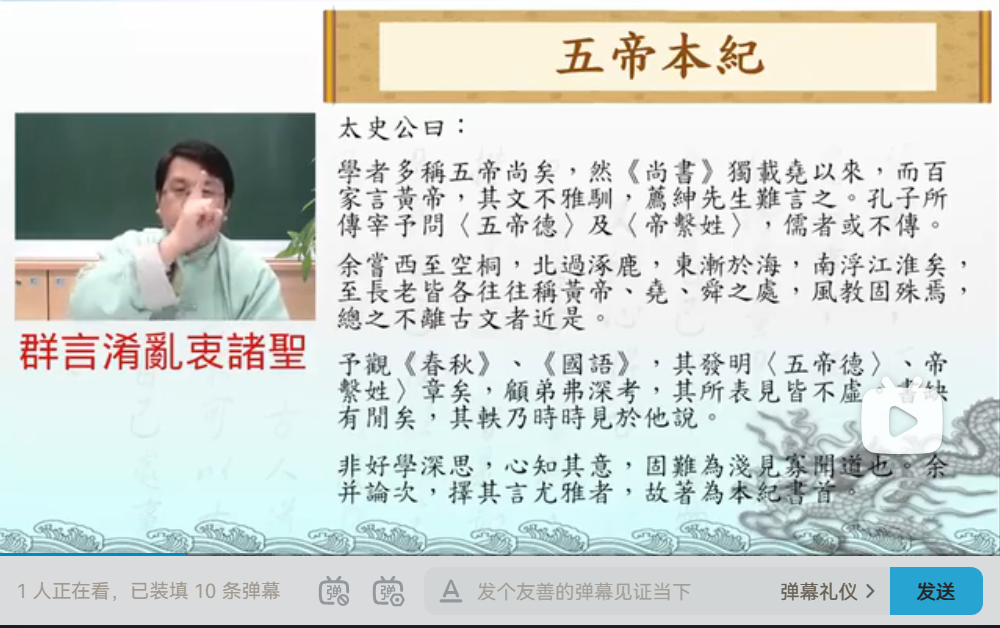 五帝本紀
太史公曰：
學者多稱五帝尚矣，然《尚書》獨載堯以來，而百
家言黃帝，其文不雅馴，薦紳先生難言之。孔子所
傳宰予問〈五帝德〉及〈帝繫姓〉，儒者或不傳。
余嘗西至空桐，北過涿鹿，東漸於海，南浮江淮矣，
至長老皆各往往稱黃帝、堯、舜之處，風教固殊焉，
總之不離古文者近是。
予觀《春秋》、《國語》，其發明〈五帝德〉、帝
繫姓〉章矣，顧弟弗深考，其所表見皆不虛。書缺
有閒矣，其軼乃時時見於他說。
非好學深思，心知其意，固難為淺見寡聞道也。余
并論次，擇其言尤雅者，故著為本紀書首。
群言淆亂衷諸聖
1 人正在看，已装填 10 条弹幕
弹
弹
A 发个友善的弹幕见证当下
弹幕礼仪 >
发送